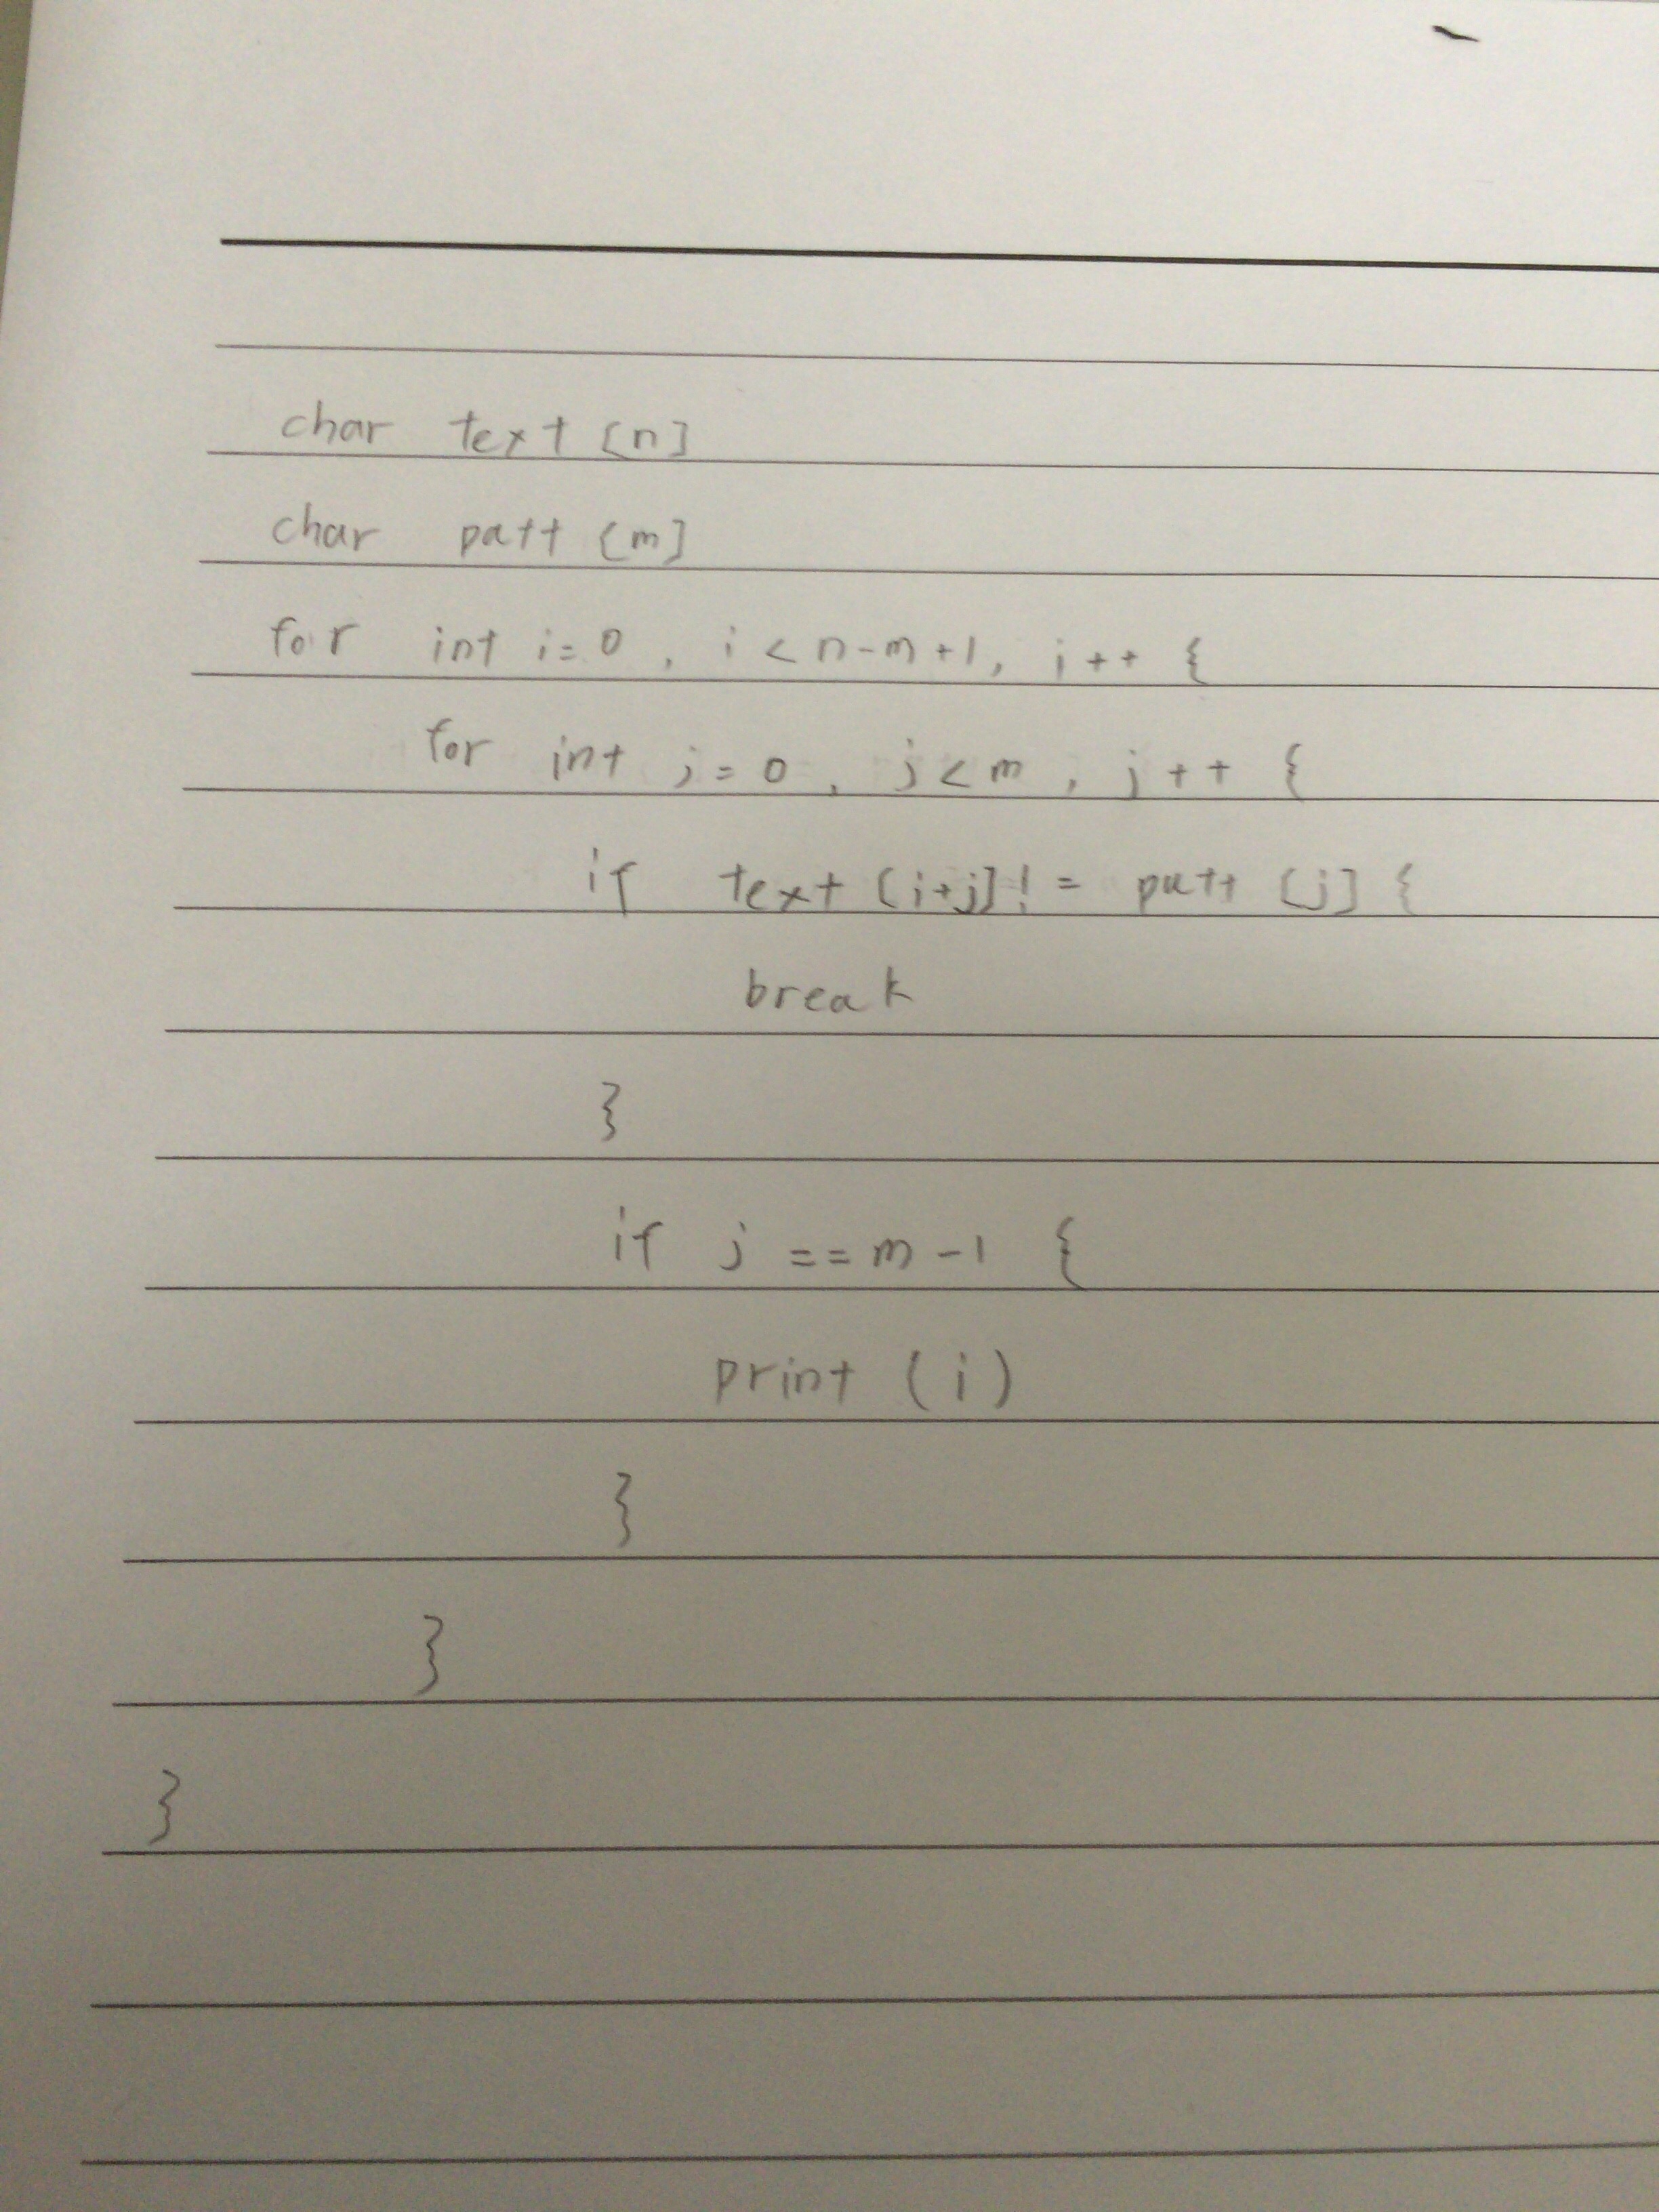 char text [n]
char patt [m]
for int i=0, i<n-m+1, i++ {
for int j=0, j<m, j++ {
if text [i+j] != patt [j] {
break
}
if j ==m-1 {
print (i)
}
}
}